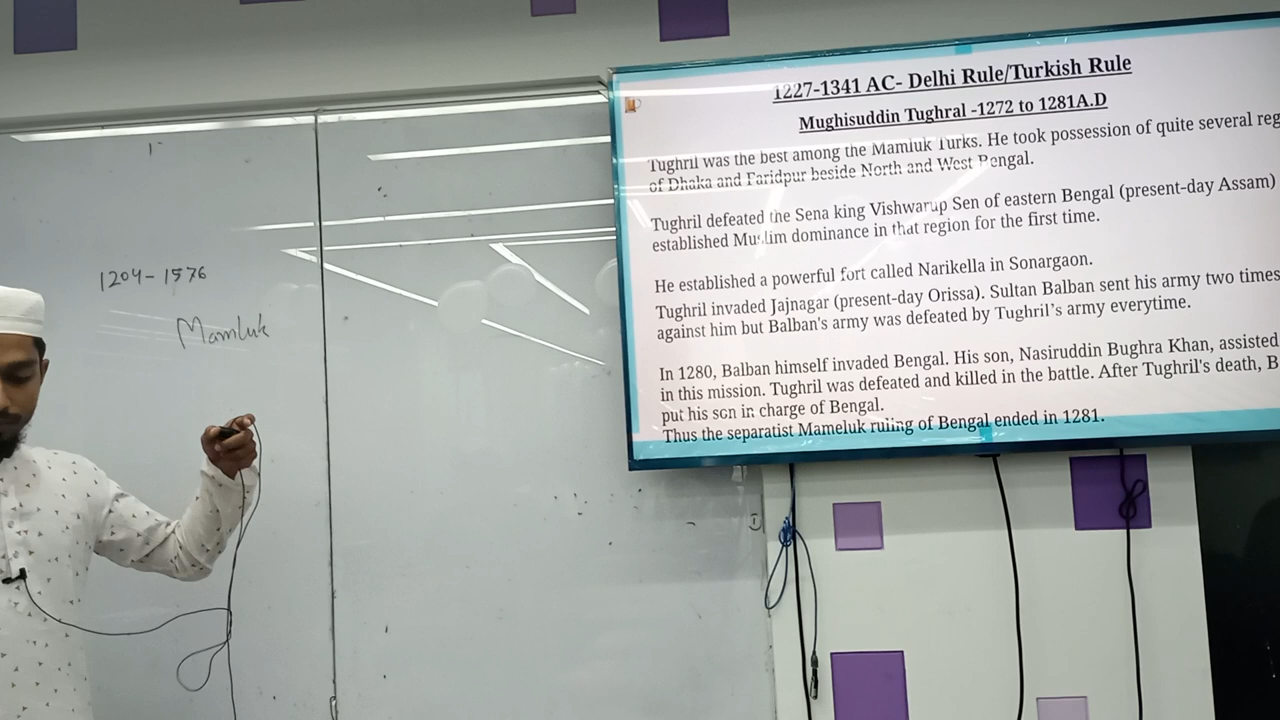 1204-1576
Mamluk
1227-1341 AC- Delhi Rule/Turkish Rule
Mughisuddin Tughral -1272 to 1281A.D
Tughril was the best among the Mamluk Turks. He took possession of quite several reg
of Dhaka and Faridpur beside North and West Bengal.
Tughril defeated the Sena king Vishwarup Sen of eastern Bengal (present-day Assam)
established Muslim dominance in that region for the first time.
He established a powerful fort called Narikella in Sonargaon.
Tughril invaded Jajnagar (present-day Orissa). Sultan Balban sent his army two times
against him but Balban's army was defeated by Tughril's army everytime.
In 1280, Balban himself invaded Bengal. His son, Nasiruddin Bughra Khan, assisted
in this mission. Tughril was defeated and killed in the battle. After Tughril's death, B
put his son in charge of Bengal.
Thus the separatist Mameluk ruling of Bengal ended in 1281.